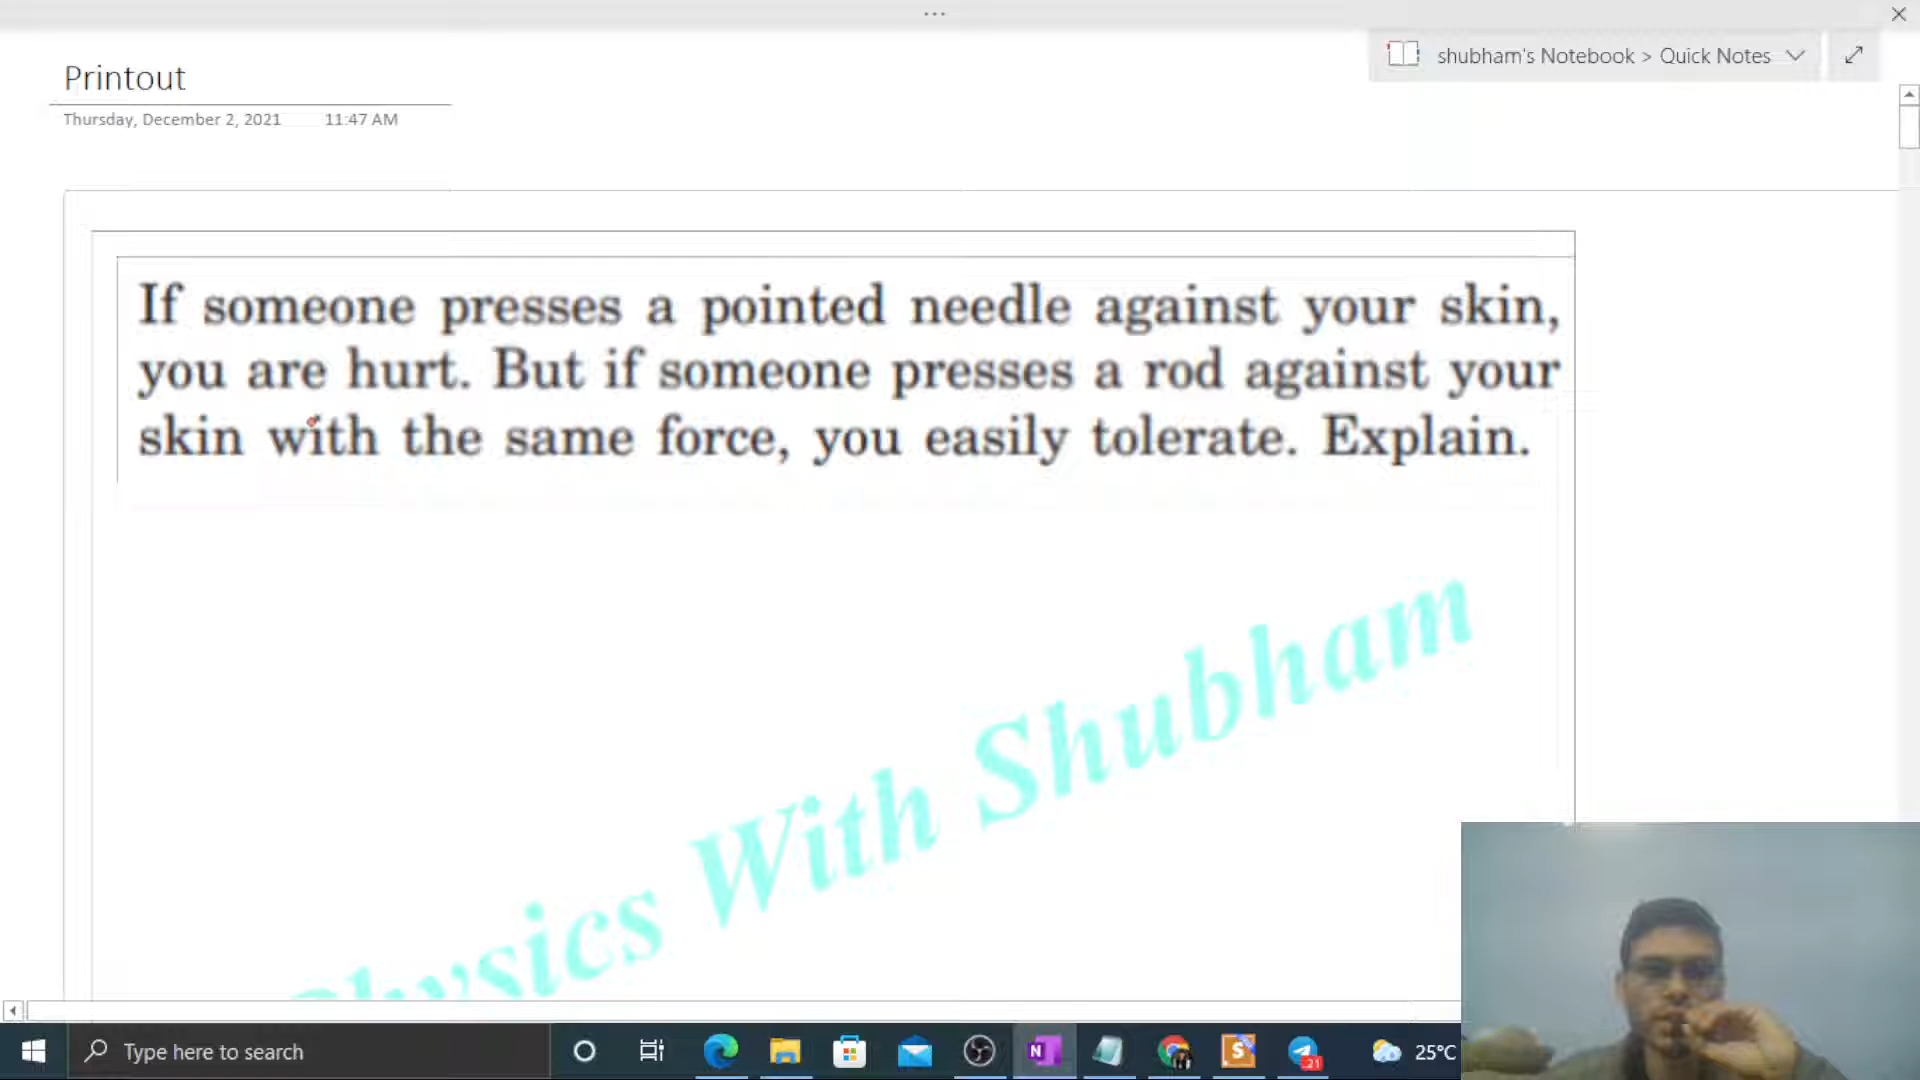 shubham's Notebook > Quick Notes
Printout
Thursday, December 2, 2021 11:47 AM
If someone presses a pointed needle against your skin,
you are hurt. But if someone presses a rod against your
skin with the same force, you easily tolerate. Explain.
Physics With Shubham
Type here to search
N
S
21
25°C